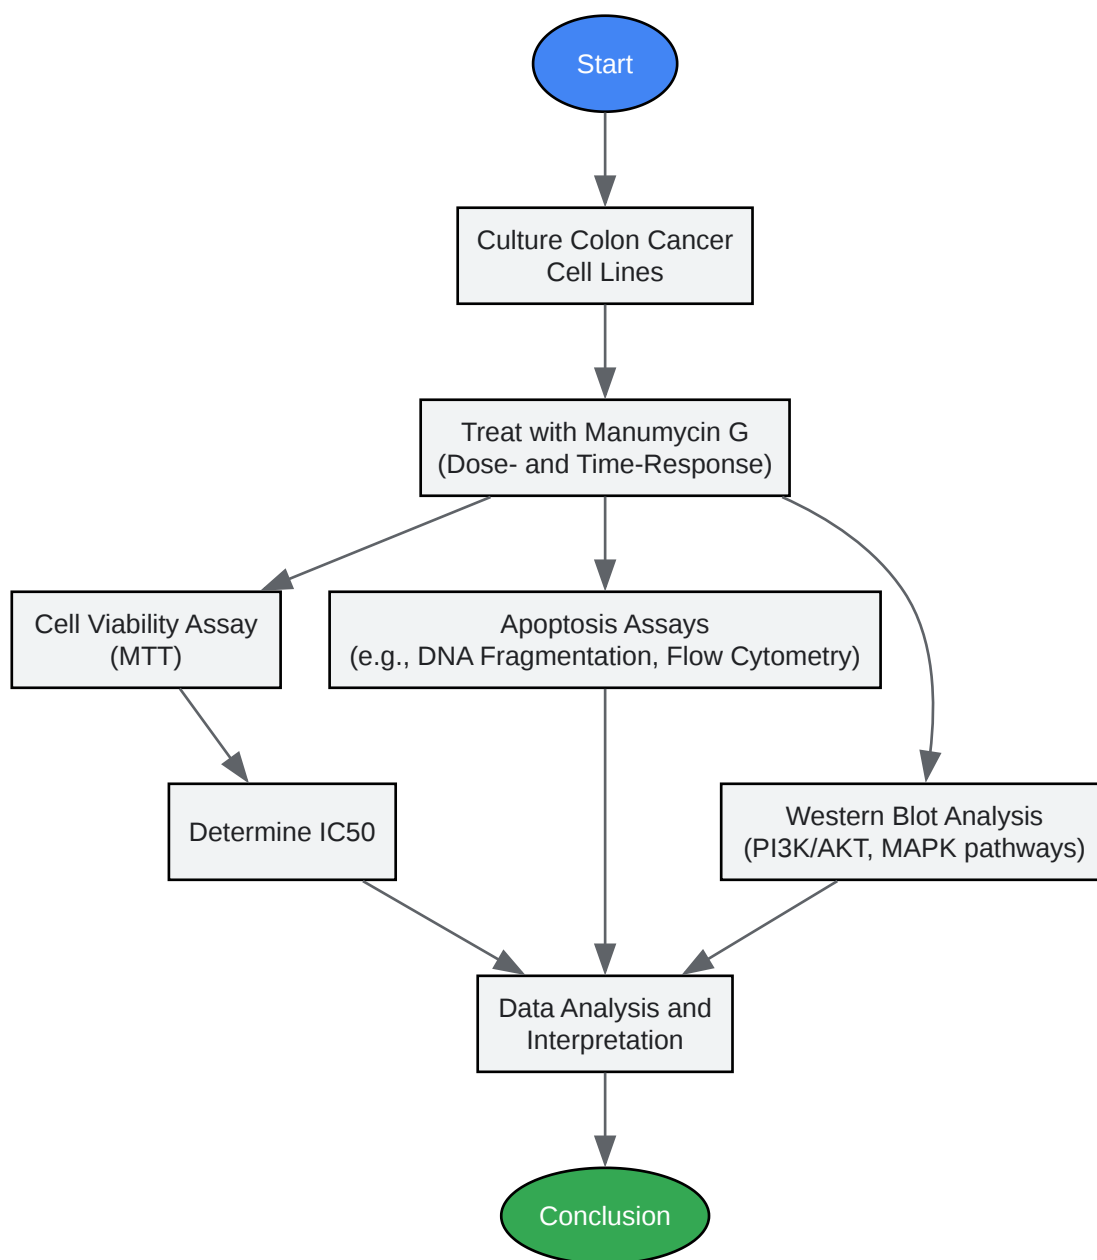 Start
Culture Colon Cancer
Cell Lines
Treat with Manumycin G
(Dose- and Time-Response)
Cell Viability Assay
(MTT)
Apoptosis Assays
(e.g., DNA Fragmentation, Flow Cytometry)
Determine IC50
Western Blot Analysis
(PI3K/AKT, MAPK pathways)
Data Analysis and
Interpretation
Conclusion